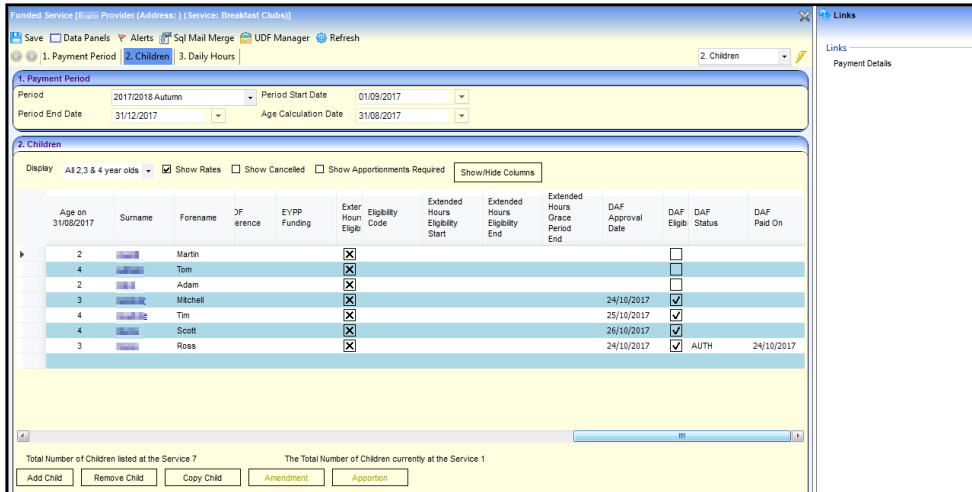 Funded Service [ Provider (Address: ) (Service: Breakfast Clubs)]
Links
Save Data Panels Alerts Sql Mail Merge UDF Manager Refresh
1. Payment Period 2. Children 3. Daily Hours 2. Children
Links
Payment Details
1. Payment Period
Period 2017/2018 Autumn Period Start Date 01/09/2017
Period End Date 31/12/2017 Age Calculation Date 31/08/2017
2. Children
Display All 2,3 & 4 year olds Show Rates Show Cancelled Show Apportionments Required Show/Hide Columns
Age on 31/08/2017 Surname Forename DF erence EYPP Funding Exter Hours Eligib Eligibility Code Extended Hours Eligibility Start Extended Hours Eligibility End Extended Hours Grace Period End DAF Approval Date DAF Eligib DAF Status DAF Paid On
2 Martin
4 Tom
2 Adam
3 Mitchell 24/10/2017
4 Tim 25/10/2017
4 Scott 26/10/2017
3 Ross 24/10/2017 AUTH 24/10/2017
Total Number of Children listed at the Service 7 The Total Number of Children currently at the Service 1
Add Child Remove Child Copy Child Amendment Apportion